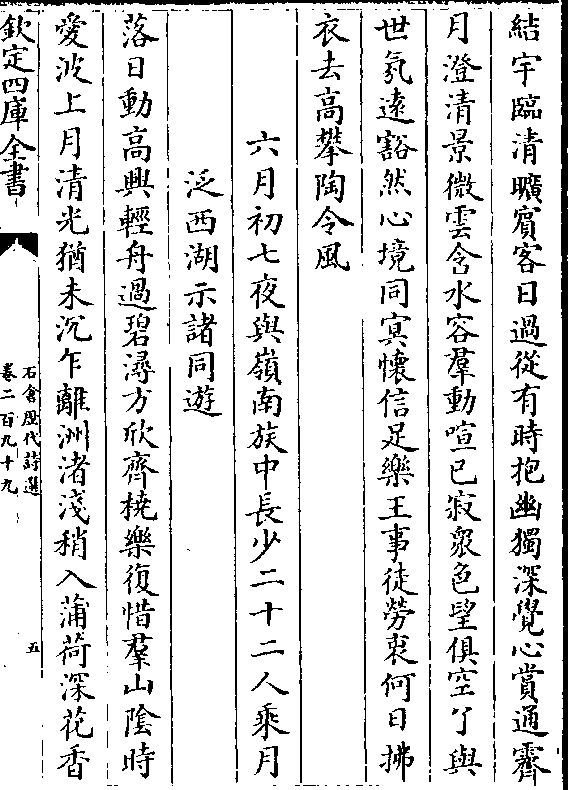 結宇臨清曠賓客日過從有時抱幽獨深覺心賞通霽
月澄清景微雲含水容羣動喧已寂衆色望俱空了與
世氛遠豁然心境同冥懷信足樂王事徒勞衷何日拂
衣去高攀陶令風
六月初七夜與嶺南族中長少二十二人乘月
泛西湖示諸同遊
落日動高興輕舟過碧潯方欣齊橈樂復惜羣山陰時
愛波上月清光猶未沉乍離洲渚淺稍入蒲荷深花香
欽定四庫全書
石倉歷代詩選
卷二百九十九
五